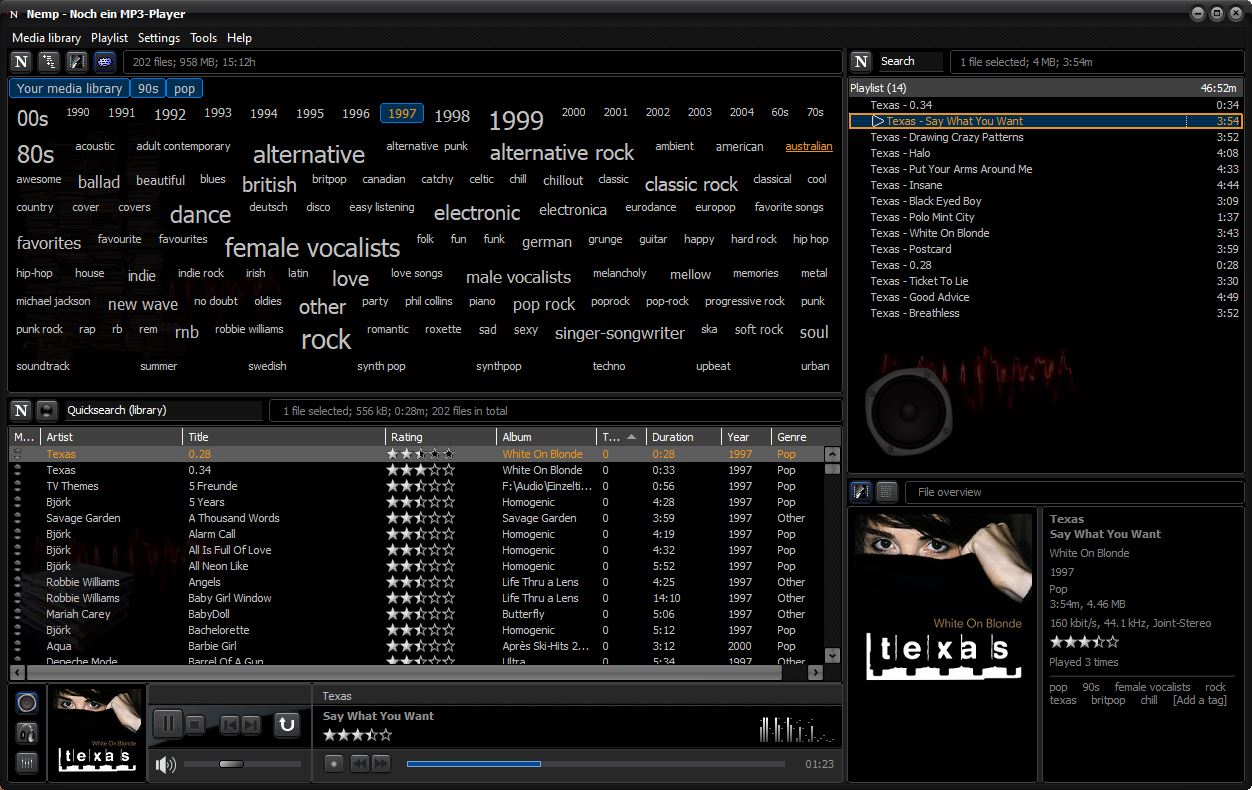 N Nemp - Noch ein MP3-Player
Media library Playlist Settings Tools Help
N 202 files; 958 MB; 15:12h
Your media library 90s pop
00s 1990 1991 1992 1993 1994 1995 1996 1997 1998 1999 2000 2001 2002 2003 2004 60s 70s
80s acoustic adult contemporary alternative alternative punk alternative rock ambient american australian
awesome ballad beautiful blues british britpop canadian catchy celtic chill chillout classic classic rock classical cool
country cover covers dance deutsch disco easy listening electronic electronica eurodance europop favorite songs
favorites favourite favourites female vocalists folk fun funk german grunge guitar happy hard rock hip hop
hip-hop house indie indie rock irish latin love love songs male vocalists melancholy mellow memories metal
michael jackson new wave no doubt oldies other party phil collins piano pop rock poprock pop-rock progressive rock punk
punk rock rap rb rem rnb robbie williams rock romantic roxette sad sexy singer-songwriter ska soft rock soul
soundtrack summer swedish synth pop synthpop techno upbeat urban
N Quicksearch (library) 1 file selected; 556 kB; 0:28m; 202 files in total
M... Artist Title Rating Album T... Duration Year Genre
Texas 0.28 White On Blonde 0 0:28 1997 Pop
Texas 0.34 White On Blonde 0 0:33 1997 Pop
TV Themes 5 Freunde F:\Audio\Einzelti... 0 0:56 1997 Pop
Björk 5 Years Homogenic 0 4:28 1997 Pop
Savage Garden A Thousand Words Savage Garden 0 3:59 1997 Other
Björk Alarm Call Homogenic 0 4:19 1997 Pop
Björk All Is Full Of Love Homogenic 0 4:32 1997 Pop
Björk All Neon Like Homogenic 0 5:52 1997 Pop
Robbie Williams Angels Life Thru a Lens 0 4:25 1997 Other
Robbie Williams Baby Girl Window Life Thru a Lens 0 14:10 1997 Other
Mariah Carey BabyDoll Butterfly 0 5:06 1997 Other
Björk Bachelorette Homogenic 0 5:12 1997 Pop
Aqua Barbie Girl Après Ski-Hits 2... 0 3:12 2000 Pop
Depeche Mode Barrel Of A Gun Ultra 0 5:34 1997 Other
White On Blonde
texas
Texas
Say What You Want
01:23
N Search 1 file selected; 4 MB; 3:54m
Playlist (14) 46:52m
Texas - 0.34 0:34
Texas - Say What You Want 3:54
Texas - Drawing Crazy Patterns 3:52
Texas - Halo 4:08
Texas - Put Your Arms Around Me 4:33
Texas - Insane 4:44
Texas - Black Eyed Boy 3:09
Texas - Polo Mint City 1:37
Texas - White On Blonde 3:43
Texas - Postcard 3:59
Texas - 0.28 0:28
Texas - Ticket To Lie 3:30
Texas - Good Advice 4:49
Texas - Breathless 3:52
File overview
White On Blonde
texas
Texas
Say What You Want
White On Blonde
1997
Pop
3:54m, 4.46 MB
160 kbit/s, 44.1 kHz, Joint-Stereo
Played 3 times
pop 90s female vocalists rock
texas britpop chill [Add a tag]